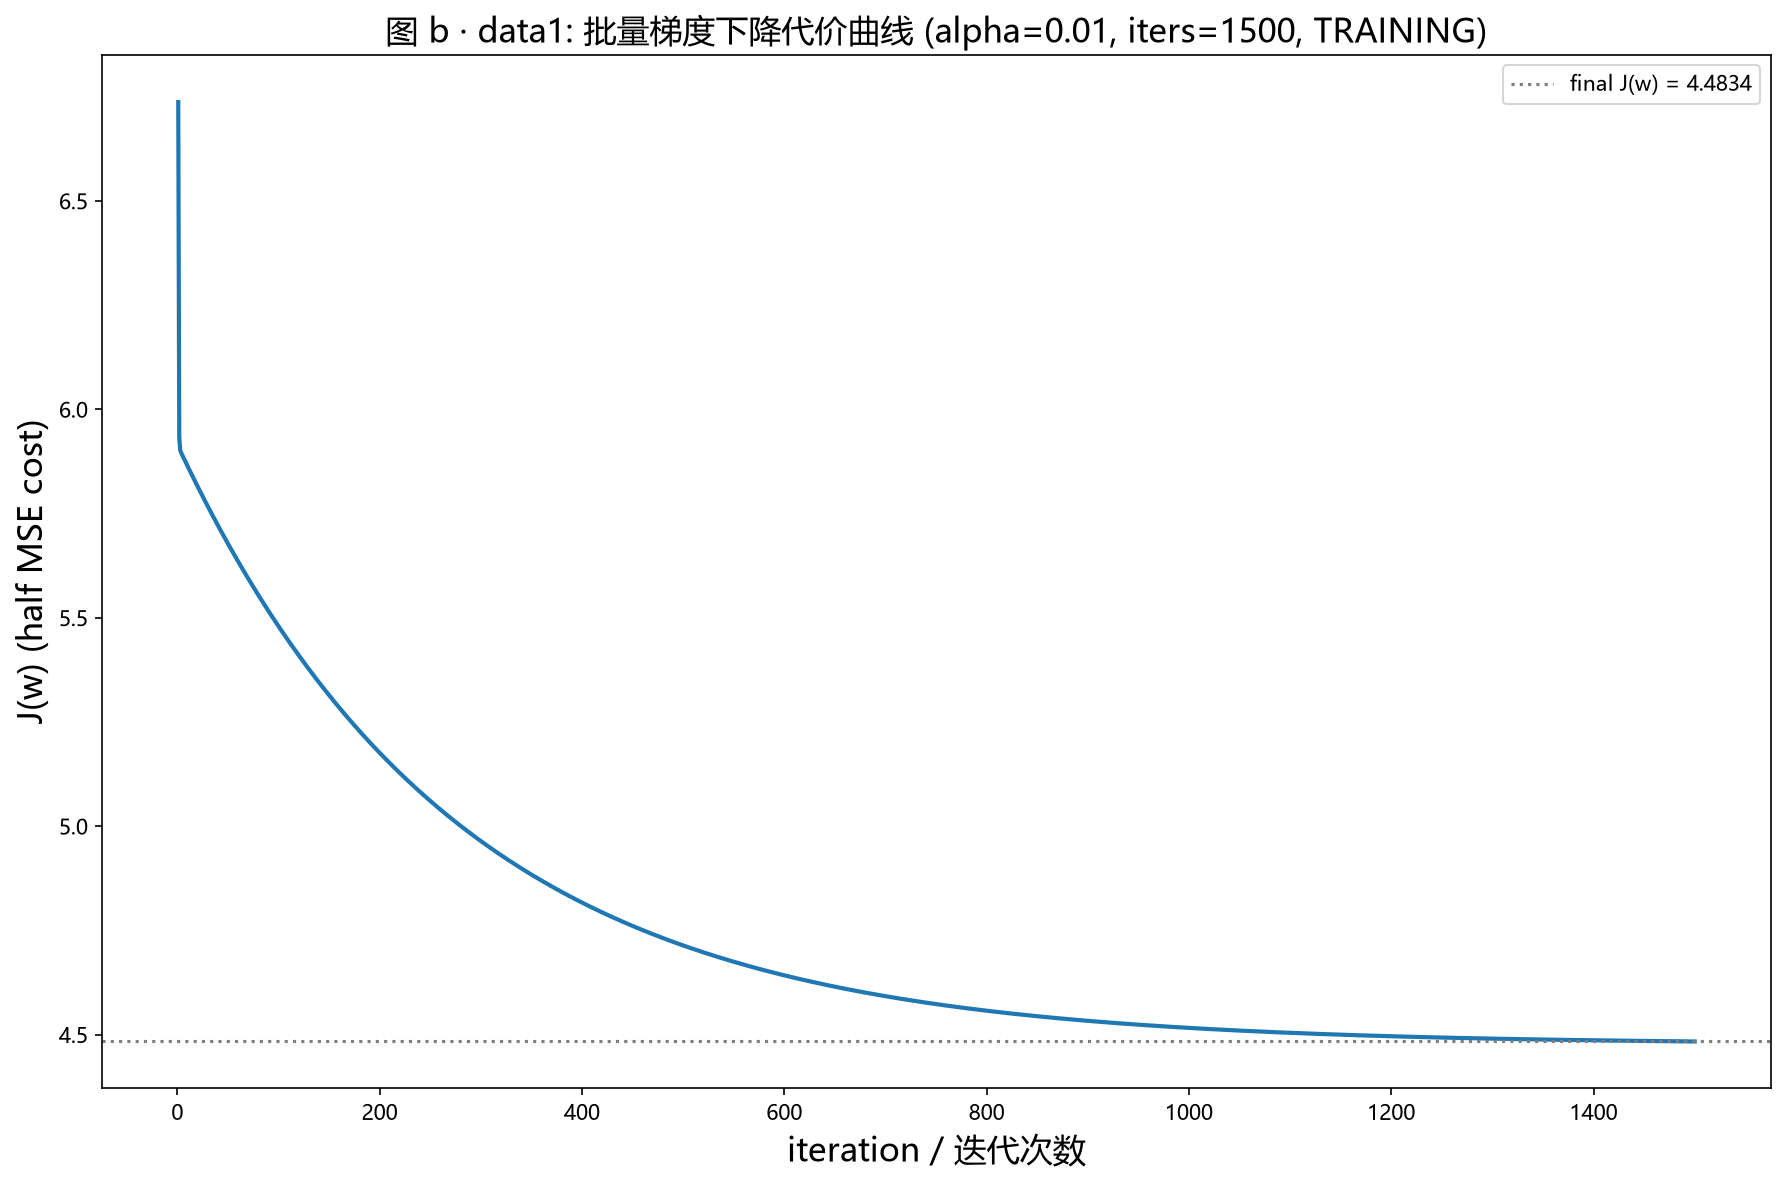 图 b · data1: 批量梯度下降代价曲线 (alpha=0.01, iters=1500, TRAINING)
final J(w) = 4.4834
J(w) (half MSE cost)
6.5
6.0
5.5
5.0
4.5
0 200 400 600 800 1000 1200 1400
iteration / 迭代次数